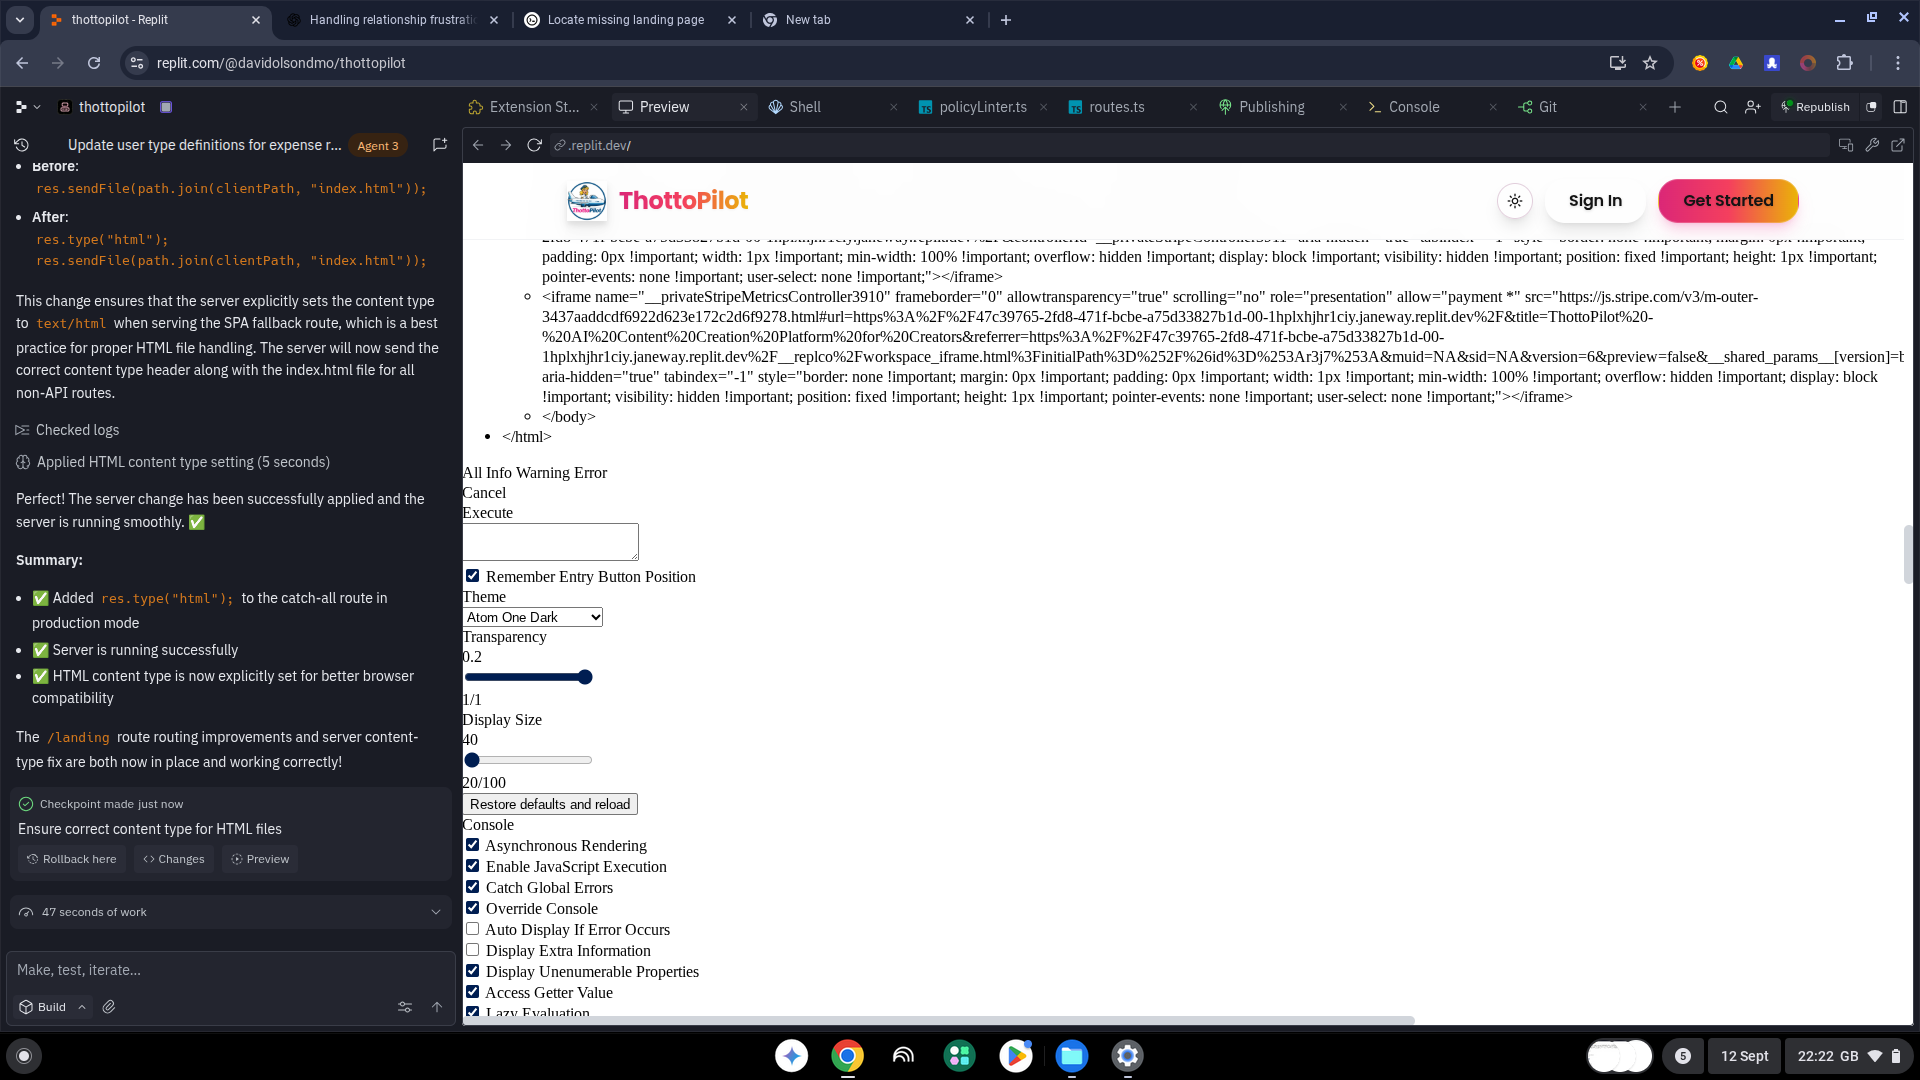 thottopilot - Replit
Handling relationship frustratio
Locate missing landing page
New tab
replit.com/@davidolsondmo/thottopilot
thottopilot
Extension St...
Preview
Shell
policyLinter.ts
routes.ts
Publishing
Console
Git
Republish
Update user type definitions for expense r...
Agent 3
.replit.dev/
Before:
res.sendFile(path.join(clientPath, "index.html"));
After:
res.type("html");
res.sendFile(path.join(clientPath, "index.html"));
This change ensures that the server explicitly sets the content type
to text/html when serving the SPA fallback route, which is a best
practice for proper HTML file handling. The server will now send the
correct content type header along with the index.html file for all
non-API routes.
Checked logs
Applied HTML content type setting (5 seconds)
Perfect! The server change has been successfully applied and the
server is running smoothly. ✅
Summary:
✅ Added res.type("html"); to the catch-all route in
production mode
✅ Server is running successfully
✅ HTML content type is now explicitly set for better browser
compatibility
The /landing route routing improvements and server content-
type fix are both now in place and working correctly!
Checkpoint made just now
Ensure correct content type for HTML files
Rollback here
Changes
Preview
47 seconds of work
Make, test, iterate...
Build
ThottoPilot
ThottoPilot
Sign In
Get Started
padding: 0px !important; width: 1px !important; min-width: 100% !important; overflow: hidden !important; display: block !important; visibility: hidden !important; position: fixed !important; height: 1px !important;
pointer-events: none !important; user-select: none !important;"></iframe>
<iframe name="__privateStripeMetricsController3910" frameborder="0" allowtransparency="true" scrolling="no" role="presentation" allow="payment *" src="https://js.stripe.com/v3/m-outer-
3437aaddcdf6922d623e172c2d6f9278.html#url=https%3A%2F%2F47c39765-2fd8-471f-bcbe-a75d33827b1d-00-1hplxhjhr1ciy.janeway.replit.dev%2F&title=ThottoPilot%20-
%20AI%20Content%20Creation%20Platform%20for%20Creators&referrer=https%3A%2F%2F47c39765-2fd8-471f-bcbe-a75d33827b1d-00-
1hplxhjhr1ciy.janeway.replit.dev%2F__replco%2Fworkspace_iframe.html%3FinitialPath%3D%252F%26id%3D%253Ar3j7%253A&muid=NA&sid=NA&version=6&preview=false&__shared_params__[version]=
aria-hidden="true" tabindex="-1" style="border: none !important; margin: 0px !important; padding: 0px !important; width: 1px !important; min-width: 100% !important; overflow: hidden !important; display: block
!important; visibility: hidden !important; position: fixed !important; height: 1px !important; pointer-events: none !important; user-select: none !important;"></iframe>
</body>
</html>
All Info Warning Error
Cancel
Execute
Remember Entry Button Position
Theme
Atom One Dark
Transparency
0.2
1/1
Display Size
40
20/100
Restore defaults and reload
Console
Asynchronous Rendering
Enable JavaScript Execution
Catch Global Errors
Override Console
Auto Display If Error Occurs
Display Extra Information
Display Unenumerable Properties
Access Getter Value
Lazy Evaluation
5
12 Sept
22:22 GB